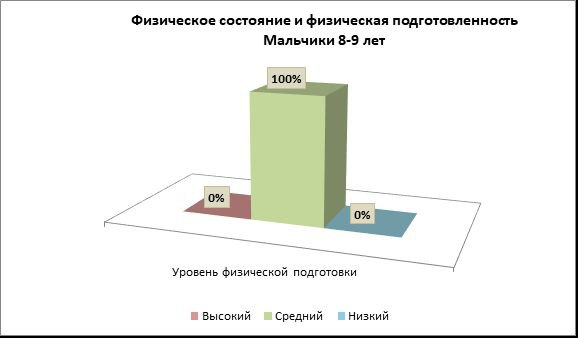 Физическое состояние и физическая подготовленность
Мальчики 8-9 лет
100%
0%
0%
Уровень физической подготовки
Высокий
Средний
Низкий